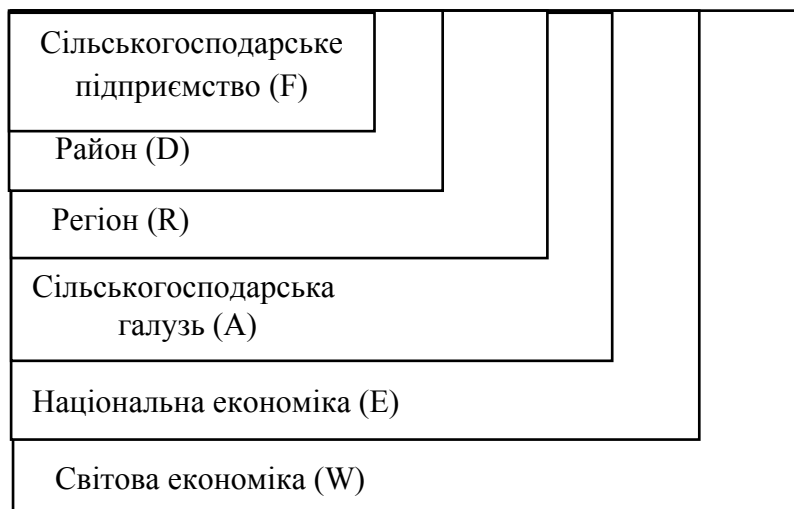 Сільськогосподарське
підприємство (F)
Район (D)
Регіон (R)
Сільськогосподарська
галузь (A)
Національна економіка (E)
Світова економіка (W)